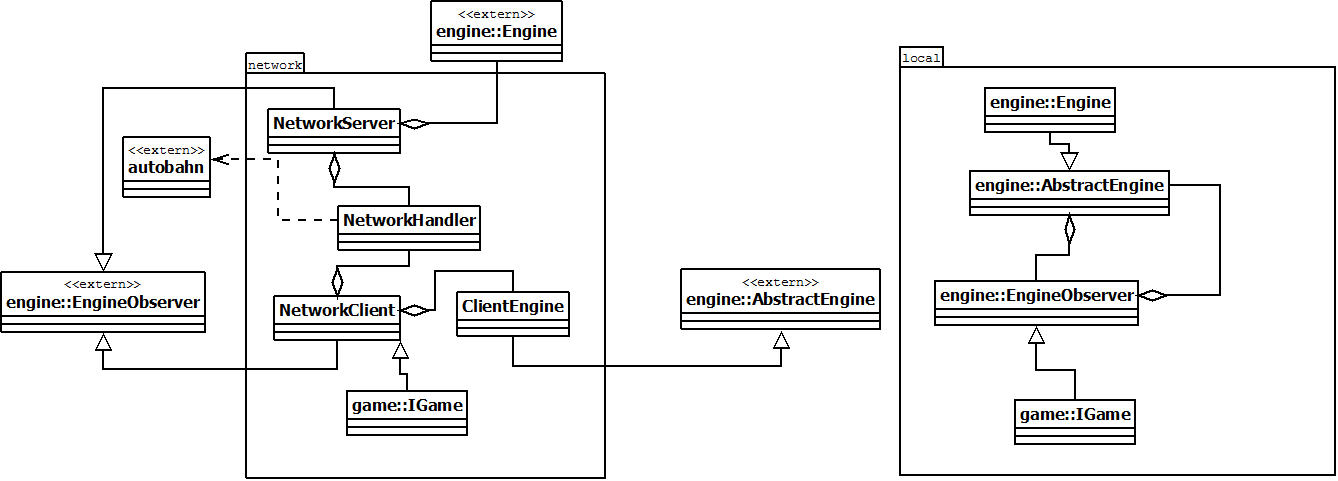 <<extern>>
engine::Engine
network
NetworkServer
<<extern>>
autobahn
NetworkHandler
<<extern>>
engine::EngineObserver
NetworkClient
ClientEngine
<<extern>>
engine::AbstractEngine
game::IGame
local
engine::Engine
engine::AbstractEngine
engine::EngineObserver
game::IGame